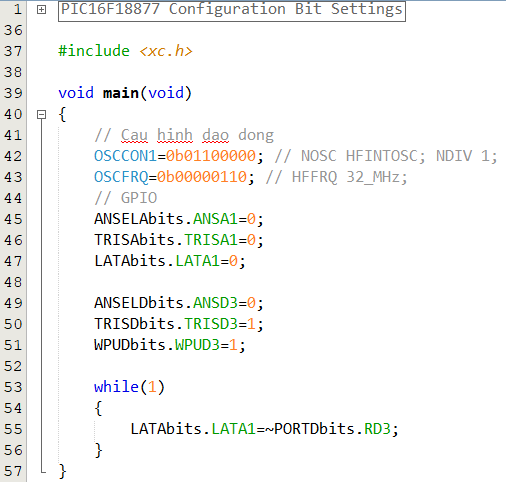 1 PIC16F18877 Configuration Bit Settings
36
37 #include <xc.h>
38
39 void main(void)
40 {
41 // Cau hinh dao dong
42 OSCCON1=0b01100000; // NOSC HFINTOSC; NDIV 1;
43 OSCFRQ=0b00000110; // HFFRQ 32_MHz;
44 // GPIO
45 ANSELAbits.ANSA1=0;
46 TRISAbits.TRISA1=0;
47 LATAbits.LATA1=0;
48
49 ANSELDbits.ANSD3=0;
50 TRISDbits.TRISD3=1;
51 WPUDbits.WPUD3=1;
52
53 while(1)
54 {
55 LATAbits.LATA1=~PORTDbits.RD3;
56 }
57 }